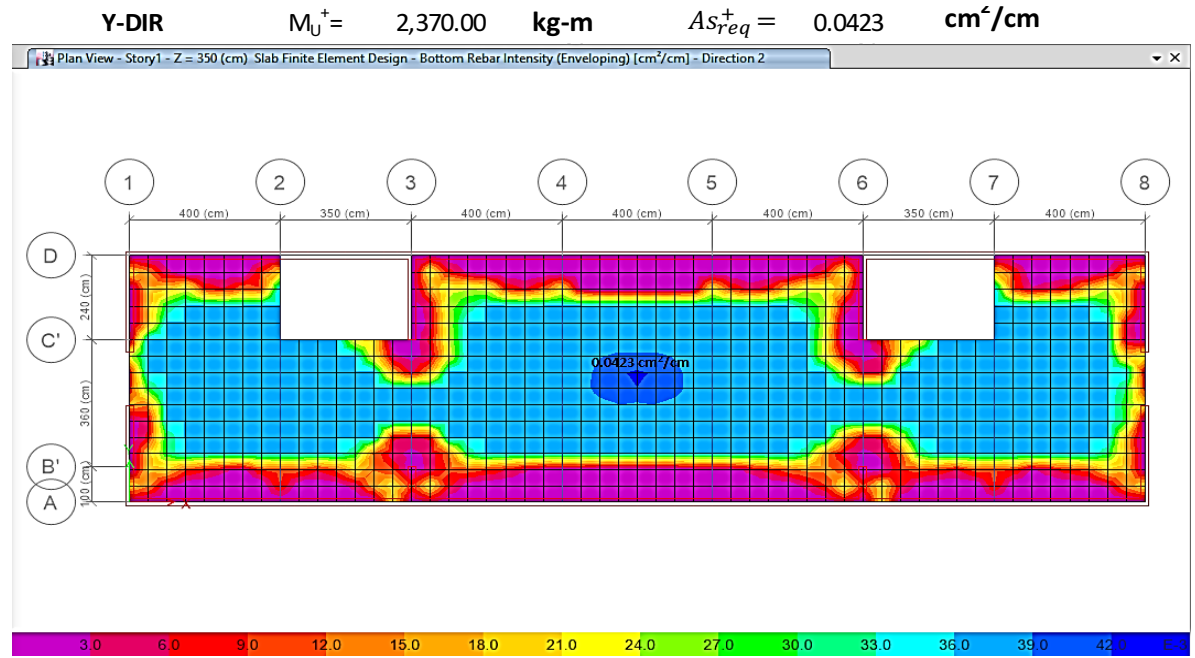 Y-DIR M_U^+= 2,370.00 kg-m As_{req}^+ = 0.0423 cm²/cm
Plan View - Story1 - Z = 350 (cm) Slab Finite Element Design - Bottom Rebar Intensity (Enveloping) [cm²/cm] - Direction 2
1 2 3 4 5 6 7 8
400 (cm) 350 (cm) 400 (cm) 400 (cm) 400 (cm) 350 (cm) 400 (cm)
D
240 (cm)
C'
0.0423 cm²/cm
360 (cm)
B'
100 (cm)
A
3.0 6.0 9.0 12.0 15.0 18.0 21.0 24.0 27.0 30.0 33.0 36.0 39.0 42.0